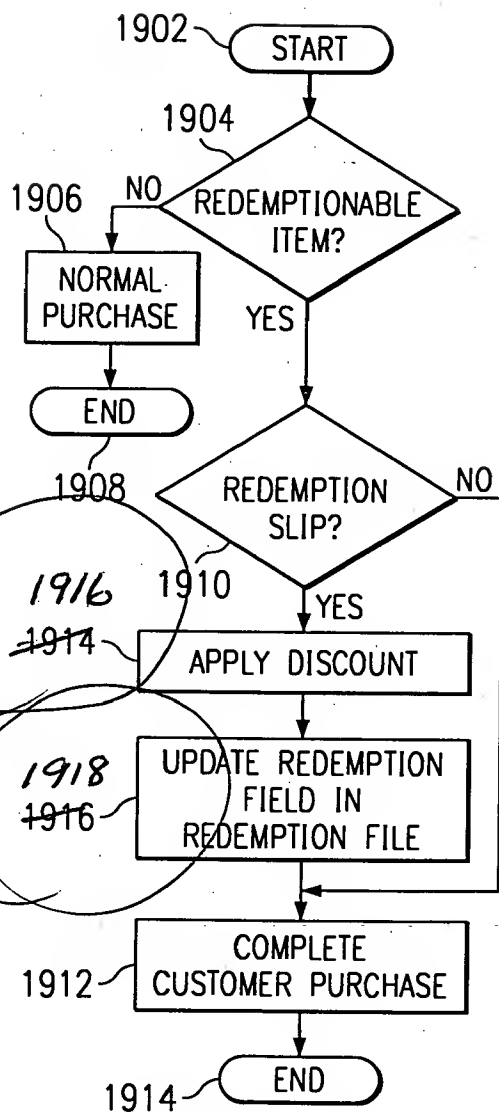 1902
START
1904
REDEMPTIONABLE
ITEM?
NO
1906
NORMAL
PURCHASE
YES
END
1908
REDEMPTION
SLIP?
NO
1910
YES
1916
1914
APPLY DISCOUNT
1918
1916
UPDATE REDEMPTION
FIELD IN
REDEMPTION FILE
COMPLETE
CUSTOMER PURCHASE
1912
END
1914